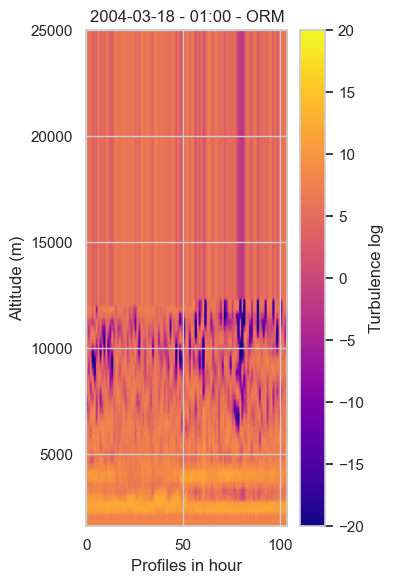 2004-03-18 - 01:00 - ORM
Altitude (m)
25000
20000
15000
10000
5000
0 50 100
Profiles in hour
20
15
10
5
0
−5
−10
−15
−20
Turbulence log